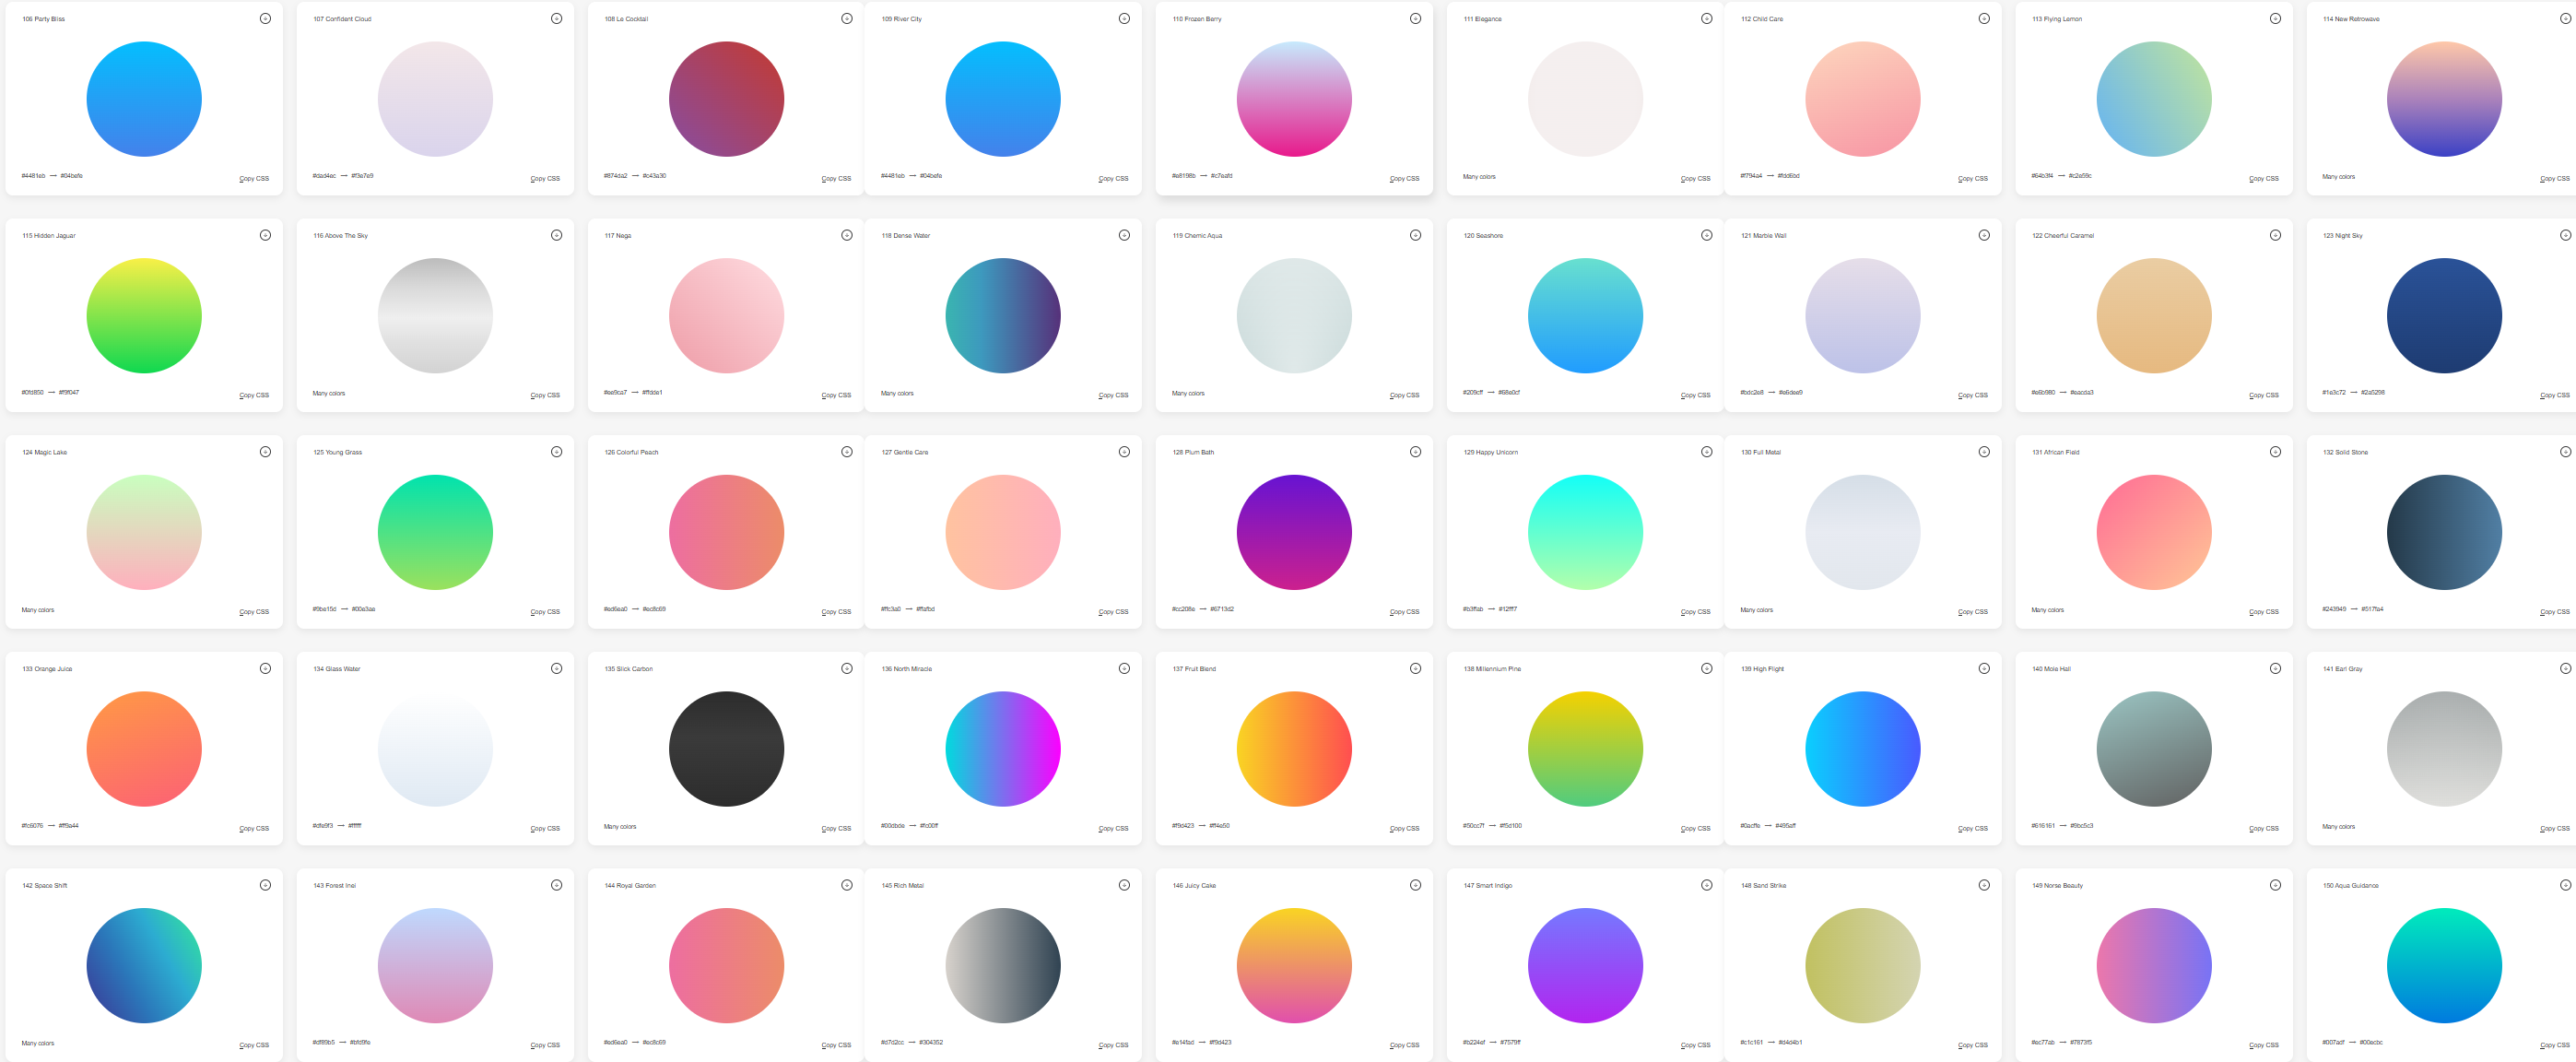 106 Party Bliss
#4481eb → #04befe
Copy CSS
107 Confident Cloud
#dad4ec → #f3e7e9
Copy CSS
108 Le Cocktail
#874da2 → #c43a30
Copy CSS
109 River City
#4481eb → #04befe
Copy CSS
110 Frozen Berry
#e8198b → #c7eafd
Copy CSS
111 Elegance
Many colors
Copy CSS
112 Child Care
#f794a4 → #fdd6bd
Copy CSS
113 Flying Lemon
#64b3f4 → #c2e59c
Copy CSS
114 New Retrowave
Many colors
Copy CSS
115 Hidden Jaguar
#0fd850 → #f9f047
Copy CSS
116 Above The Sky
Many colors
Copy CSS
117 Nega
#ee9ca7 → #ffdde1
Copy CSS
118 Dense Water
Many colors
Copy CSS
119 Chemic Aqua
Many colors
Copy CSS
120 Seashore
#209cff → #68e0cf
Copy CSS
121 Marble Wall
#bdc2e8 → #e6dee9
Copy CSS
122 Cheerful Caramel
#e6b980 → #eacda3
Copy CSS
123 Night Sky
#1e3c72 → #2a5298
Copy CSS
124 Magic Lake
Many colors
Copy CSS
125 Young Grass
#9be15d → #00e3ae
Copy CSS
126 Colorful Peach
#ed6ea0 → #ec8c69
Copy CSS
127 Gentle Care
#ffc3a0 → #ffafbd
Copy CSS
128 Plum Bath
#cc208e → #6713d2
Copy CSS
129 Happy Unicorn
#b3ffab → #12fff7
Copy CSS
130 Full Metal
Many colors
Copy CSS
131 African Field
Many colors
Copy CSS
132 Solid Stone
#243949 → #517fa4
Copy CSS
133 Orange Juice
#fc6076 → #ff9a44
Copy CSS
134 Glass Water
#dfe9f3 → #ffffff
Copy CSS
135 Slick Carbon
Many colors
Copy CSS
136 North Miracle
#00dbde → #fc00ff
Copy CSS
137 Fruit Blend
#f9d423 → #ff4e50
Copy CSS
138 Millennium Pine
#50cc7f → #f5d100
Copy CSS
139 High Flight
#0acffe → #495aff
Copy CSS
140 Mole Hall
#616161 → #9bc5c3
Copy CSS
141 Earl Gray
Many colors
Copy CSS
142 Space Shift
Many colors
Copy CSS
143 Forest Inei
#df89b5 → #bfd9fe
Copy CSS
144 Royal Garden
#ed6ea0 → #ec8c69
Copy CSS
145 Rich Metal
#d7d2cc → #304352
Copy CSS
146 Juicy Cake
#e14fad → #f9d423
Copy CSS
147 Smart Indigo
#b224ef → #7579ff
Copy CSS
148 Sand Strike
#c1c161 → #d4d4b1
Copy CSS
149 Norse Beauty
#ec77ab → #7873f5
Copy CSS
150 Aqua Guidance
#007adf → #00ecbc
Copy CSS